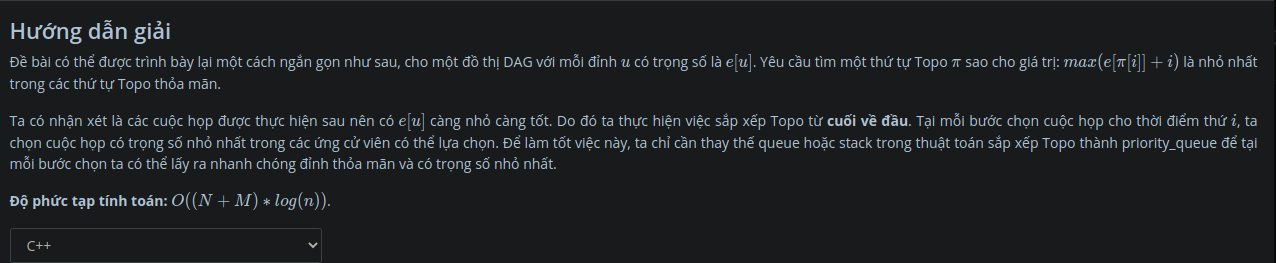 Hướng dẫn giải
Đề bài có thể được trình bày lại một cách ngắn gọn như sau, cho một đồ thị DAG với mỗi đỉnh u có trọng số là e[u]. Yêu cầu tìm một thứ tự Topo π sao cho giá trị: max(e[π[i]] + i) là nhỏ nhất
trong các thứ tự Topo thỏa mãn.
Ta có nhận xét là các cuộc họp được thực hiện sau nên có e[u] càng nhỏ càng tốt. Do đó ta thực hiện việc sắp xếp Topo từ cuối về đầu. Tại mỗi bước chọn cuộc họp cho thời điểm thứ i, ta
chọn cuộc họp có trọng số nhỏ nhất trong các ứng cử viên có thể lựa chọn. Để làm tốt việc này, ta chỉ cần thay thế queue hoặc stack trong thuật toán sắp xếp Topo thành priority_queue để tại
mỗi bước chọn ta có thể lấy ra nhanh chóng đỉnh thỏa mãn và có trọng số nhỏ nhất.
Độ phức tạp tính toán: O((N + M) * log(n)).
C++